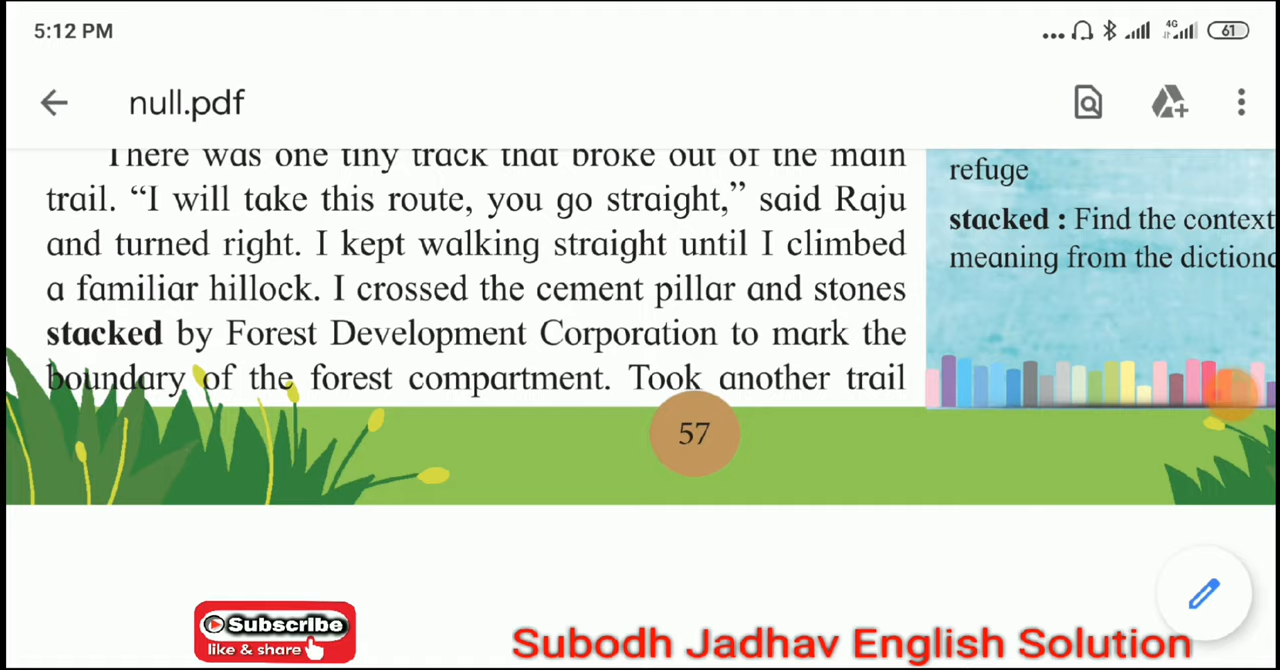 5:12 PM
4G
61
null.pdf
There was one tiny track that broke out of the main
trail. “I will take this route, you go straight,” said Raju
and turned right. I kept walking straight until I climbed
a familiar hillock. I crossed the cement pillar and stones
stacked by Forest Development Corporation to mark the
boundary of the forest compartment. Took another trail
refuge
stacked : Find the context
meaning from the dictiona
57
Subscribe
like & share
Subodh Jadhav English Solution